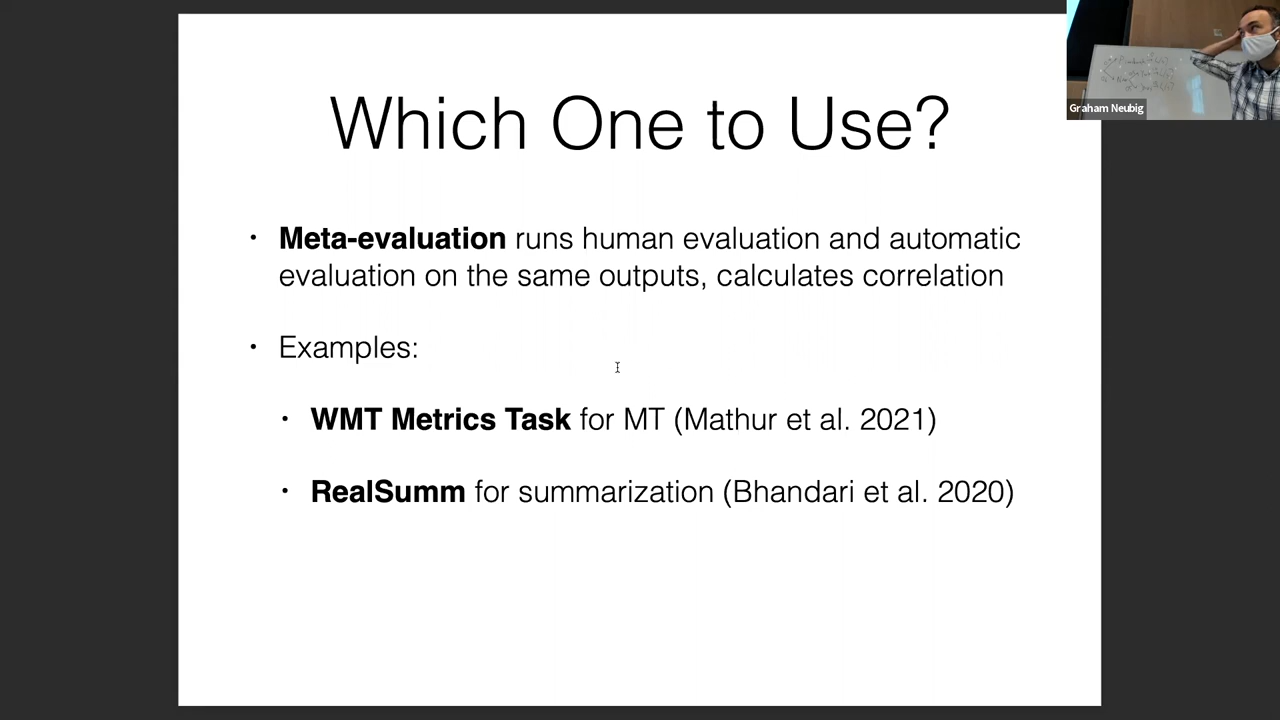 Which One to Use?
Graham Neubig
• Meta-evaluation runs human evaluation and automatic
evaluation on the same outputs, calculates correlation
• Examples:
• WMT Metrics Task for MT (Mathur et al. 2021)
• RealSumm for summarization (Bhandari et al. 2020)